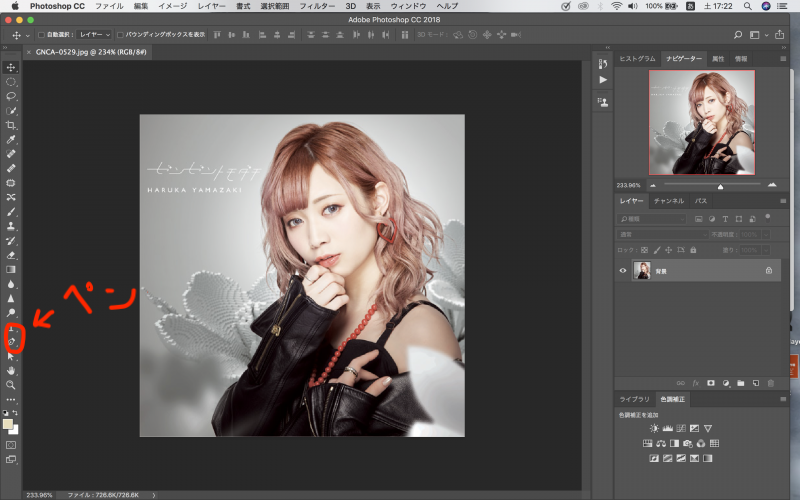 Photoshop CC ファイル 編集 イメージ レイヤー 書式 選択範囲 フィルター 3D 表示 ウィンドウ ヘルプ 100% あ 土 17:22
Adobe Photoshop CC 2018
自動選択: レイヤー バウンディングボックスを表示 3D モード:
GNCA-0529.jpg @ 234% (RGB/8#)
ヒストグラム ナビゲーター 属性 情報
ピンセットモダチ
HARUKA YAMAZAKI
233.96%
レイヤー チャンネル パス
種類
通常 不透明度: 100%
ロック: 塗り: 100%
背景
ペン
ライブラリ 色調補正
色調補正を追加
233.96% ファイル : 726.6K/726.6K